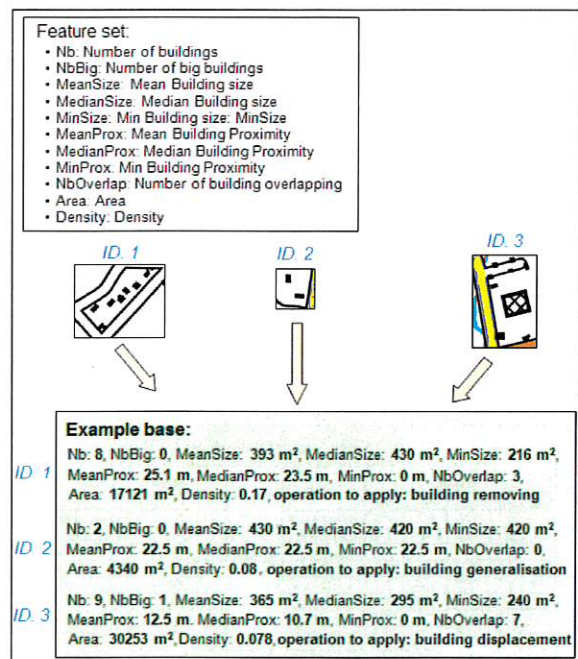 Feature set:
• Nb: Number of buildings
• NbBig: Number of big buildings
• MeanSize: Mean Building size
• MedianSize: Median Building size
• MinSize: Min Building size: MinSize
• MeanProx: Mean Building Proximity
• MedianProx: Median Building Proximity
• MinProx: Min Building Proximity
• NbOverlap: Number of building overlapping
• Area: Area
• Density: Density
ID. 1
ID. 2
ID. 3
Example base:
ID. 1
Nb: 8, NbBig: 0, MeanSize: 393 m², MedianSize: 430 m², MinSize: 216 m²,
MeanProx: 25.1 m, MedianProx: 23.5 m, MinProx: 0 m, NbOverlap: 3,
Area: 17121 m², Density: 0.17, operation to apply: building removing
ID 2
Nb: 2, NbBig: 0, MeanSize: 430 m², MedianSize: 420 m², MinSize: 420 m²,
MeanProx: 22.5 m, MedianProx: 22.5 m, MinProx: 22.5 m, NbOverlap: 0,
Area: 4340 m², Density: 0.08, operation to apply: building generalisation
ID. 3
Nb: 9, NbBig: 1, MeanSize: 365 m², MedianSize: 295 m², MinSize: 240 m²,
MeanProx: 12.5 m. MedianProx: 10.7 m, MinProx: 0 m, NbOverlap: 7,
Area: 30253 m², Density: 0.078, operation to apply: building displacement